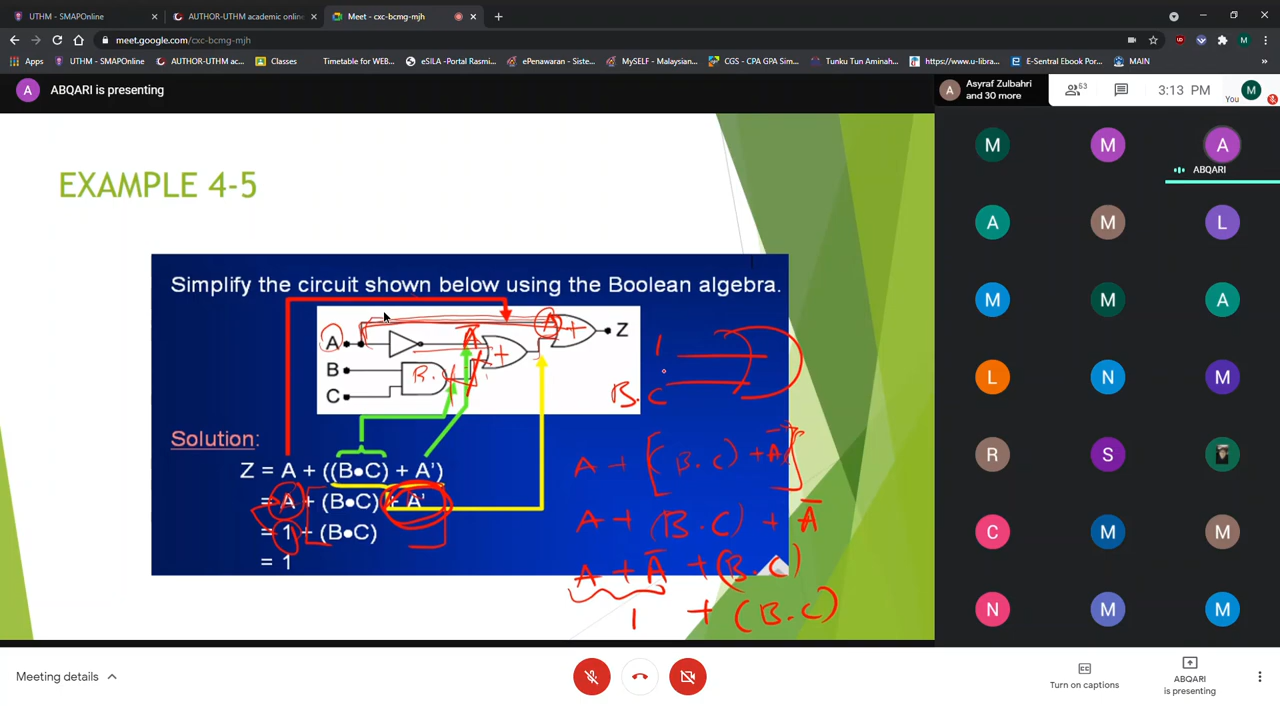 UTHM – SMAPOnline
AUTHOR-UTHM academic online
Meet - cxc-bcmg-mjh
meet.google.com/cxc-bcmg-mjh
Apps
UTHM – SMAPOnline
AUTHOR-UTHM ac...
Classes
Timetable for WEB...
eSILA -Portal Rasmi...
ePenawaran - Siste...
MySELF - Malaysian...
CGS - CPA GPA Sim...
Tunku Tun Aminah...
https://www.u-libra...
E-Sentral Ebook Por...
MAIN
»
A ABQARI is presenting
A Asyraf Zulbahri
and 30 more
53
3:13 PM
You
M
EXAMPLE 4-5
Simplify the circuit shown below using the Boolean algebra.
A
B
C
Z
A
A̅
B.
+
+
1
B.C
Solution:
Z = A + ((B●C) + A')
= A + (B●C) + A'
= 1 + (B●C)
= 1
A + [(B.C) + A̅]
A + (B.C) + A̅
A + A̅ + (B.C)
1 + (B.C)
M M A
ABQARI
A M L
M M A
L N M
R S
C M M
N M M
Meeting details
Turn on captions
ABQARI
is presenting